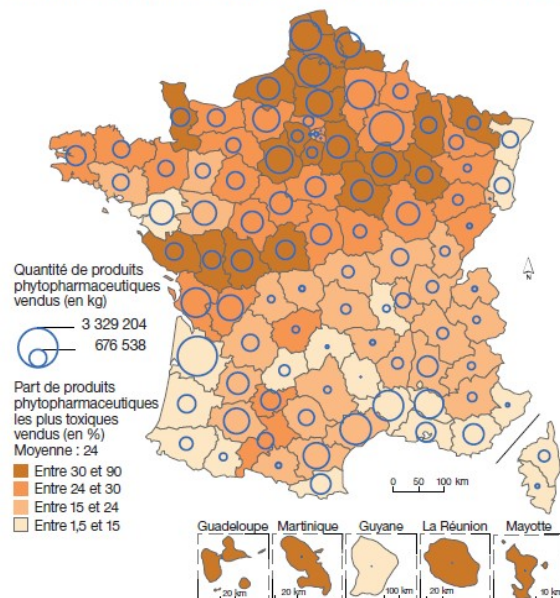 Quantité de produits
phytopharmaceutiques
vendus (en kg)
3 329 204
676 538
Part de produits
phytopharmaceutiques
les plus toxiques
vendus (en %)
Moyenne : 24
Entre 30 et 90
Entre 24 et 30
Entre 15 et 24
Entre 1,5 et 15
N
0 50 100 km
Guadeloupe Martinique Guyane La Réunion Mayotte
20 km 20 km 100 km 20 km 10 km